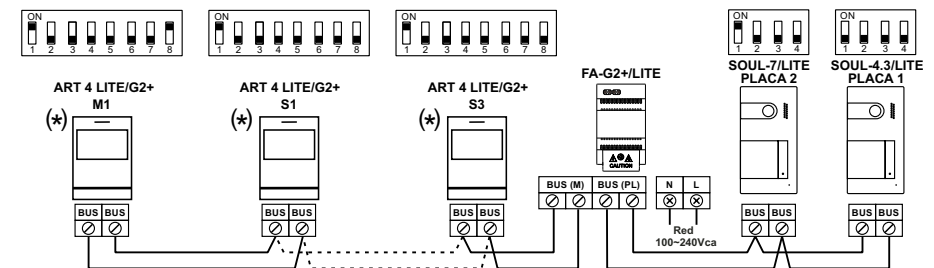 ON
1 2 3 4 5 6 7 8
ON
1 2 3 4 5 6 7 8
ON
1 2 3 4 5 6 7 8
ON
1 2 3 4
ON
1 2 3 4
ART 4 LITE/G2+
M1
(*)
ART 4 LITE/G2+
S1
(*)
ART 4 LITE/G2+
S3
(*)
FA-G2+/LITE
CAUTION
SOUL-7/LITE
PLACA 2
SOUL-4.3/LITE
PLACA 1
BUS (M) BUS (PL)
N L
Red
100~240Vca
BUS BUS
BUS BUS
BUS BUS
BUS BUS
BUS BUS